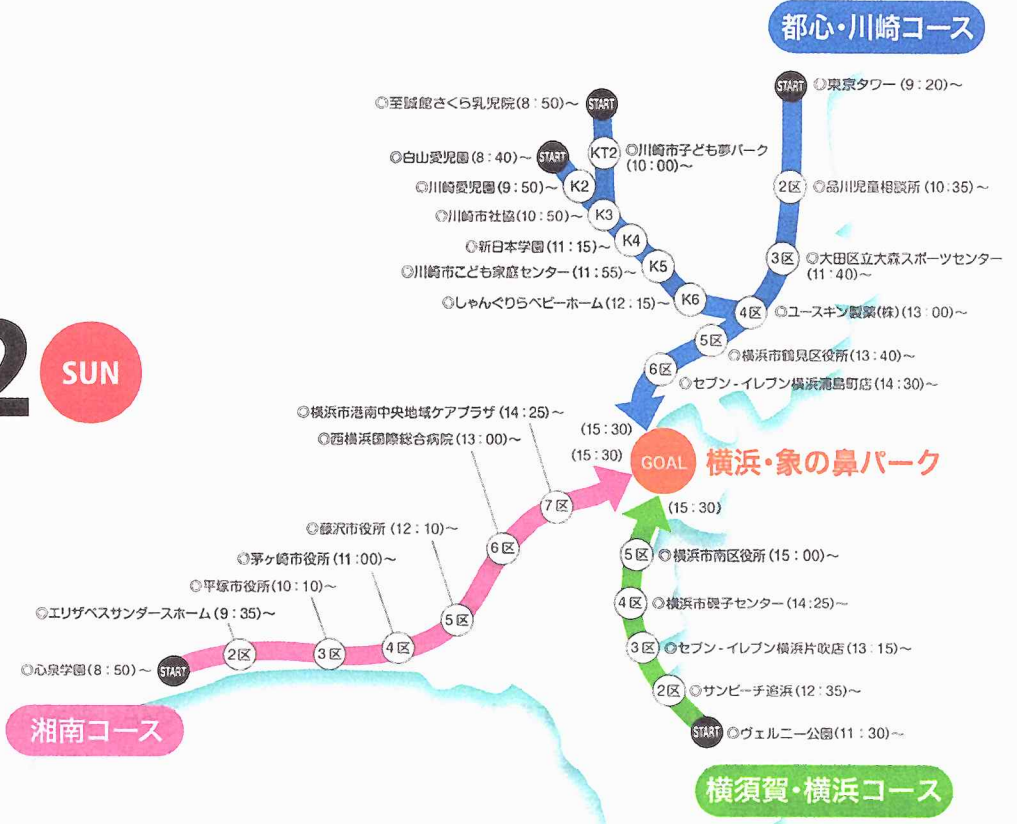 都心・川崎コース
START ◎東京タワー(9:20)～
◎至誠館さくら乳児院(8:50)～ START
◎白山愛児園(8:40)～ START
KT2 ◎川崎市子ども夢パーク
(10:00)～
◎川崎愛児園(9:50)～ K2
2区 ◎品川児童相談所(10:35)～
◎川崎市社協(10:50)～ K3
◎新日本学園(11:15)～ K4
3区 ◎大田区立大森スポーツセンター
(11:40)～
◎川崎市こども家庭センター(11:55)～ K5
◎しゃんぐりらベビーホーム(12:15)～ K6
4区 ◎ユースキン製薬(株)(13:00)～
5区 ◎横浜市鶴見区役所(13:40)～
6区 ◎セブン-イレブン横浜浦島町店(14:30)～
2 SUN
◎横浜市港南中央地域ケアプラザ(14:25)～
(15:30)
◎西横浜国際総合病院(13:00)～
(15:30)
GOAL 横浜・象の鼻パーク
(15:30)
7区
6区
◎藤沢市役所(12:10)～
◎茅ヶ崎市役所(11:00)～
◎平塚市役所(10:10)～
◎エリザベスサンダースホーム(9:35)～
5区
4区
3区
2区
◎心泉学園(8:50)～ START
湘南コース
5区 ◎横浜市南区役所(15:00)～
4区 ◎横浜市磯子センター(14:25)～
3区 ◎セブン-イレブン横浜片吹店(13:15)～
2区 ◎サンビーチ追浜(12:35)～
START ◎ヴェルニー公園(11:30)～
横須賀・横浜コース